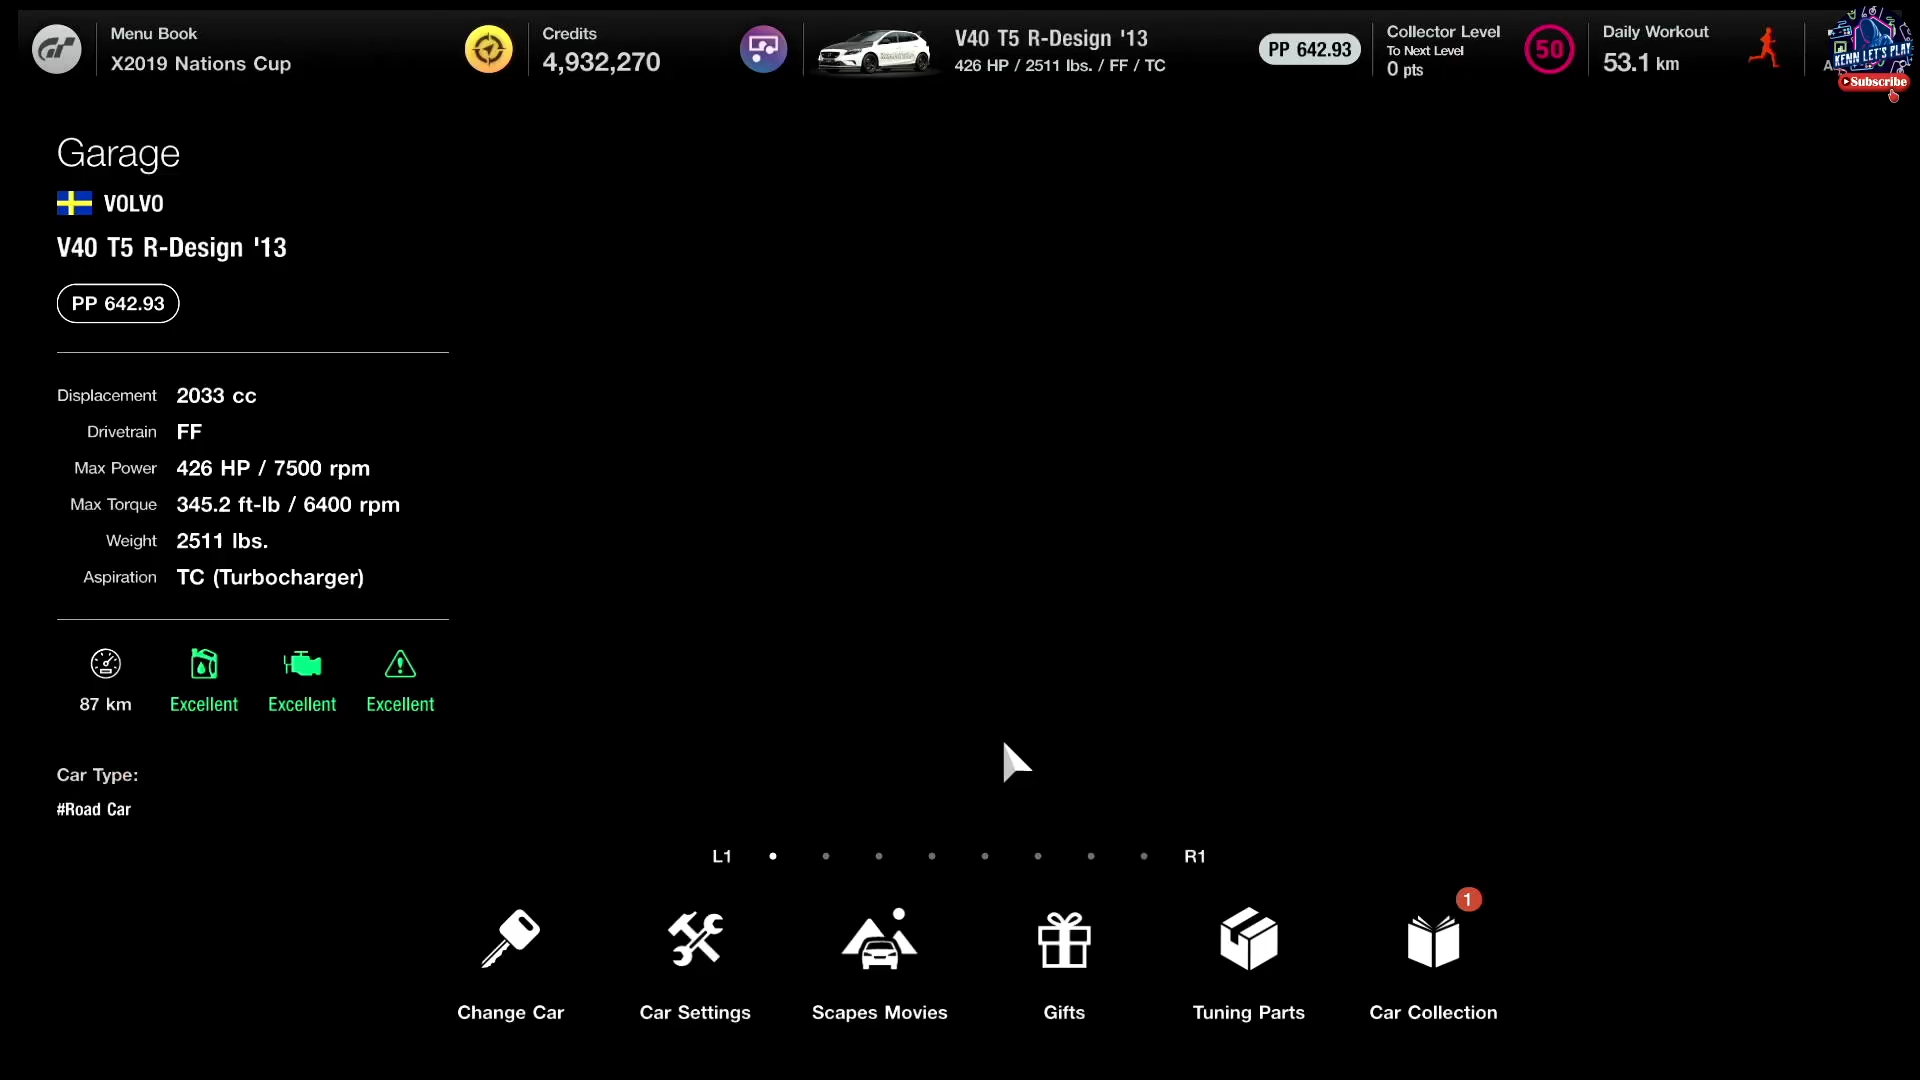 Menu Book
X2019 Nations Cup
Credits
4,932,270
V40 T5 R-Design '13
426 HP / 2511 lbs. / FF / TC
PP 642.93
Collector Level
To Next Level
0 pts
50
Daily Workout
53.1 km
KENN LET'S PLAY
Subscribe
Garage
VOLVO
V40 T5 R-Design '13
PP 642.93
Displacement 2033 cc
Drivetrain FF
Max Power 426 HP / 7500 rpm
Max Torque 345.2 ft-lb / 6400 rpm
Weight 2511 lbs.
Aspiration TC (Turbocharger)
87 km Excellent Excellent Excellent
Car Type:
#Road Car
L1 R1
1
Change Car Car Settings Scapes Movies Gifts Tuning Parts Car Collection